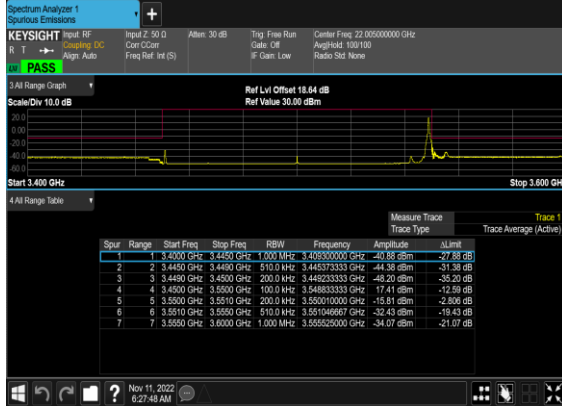 Spectrum Analyzer 1
Spurious Emissions
+
KEYSIGHT Input: RF Input Z: 50 Ω Atten: 30 dB Trig: Free Run Center Freq: 22.005000000 GHz
R T Coupling: DC Corr CCorr Gate: Off Avg|Hold: 100/100
Align: Auto Freq Ref: Int (S) IF Gain: Low Radio Std: None
PASS
3 All Range Graph
Ref Lvl Offset 18.64 dB
Scale/Div 10.0 dB Ref Value 30.00 dBm
20.0
0.00
-20.0
-40.0
-60.0
Start 3.400 GHz Stop 3.600 GH
4 All Range Table
Measure Trace Trace 1
Trace Type Trace Average (Active)
Spur Range Start Freq Stop Freq RBW Frequency Amplitude ΔLimit
1 1 3.4000 GHz 3.4450 GHz 1.000 MHz 3.409300000 GHz -40.88 dBm -27.88 dB
2 2 3.4450 GHz 3.4490 GHz 510.0 kHz 3.445373333 GHz -44.38 dBm -31.38 dB
3 3 3.4490 GHz 3.4500 GHz 200.0 kHz 3.449233333 GHz -48.20 dBm -35.20 dB
4 4 3.4500 GHz 3.5500 GHz 100.0 kHz 3.548833333 GHz 17.41 dBm -12.59 dB
5 5 3.5500 GHz 3.5510 GHz 200.0 kHz 3.550010000 GHz -15.81 dBm -2.806 dB
6 6 3.5510 GHz 3.5550 GHz 510.0 kHz 3.551046667 GHz -32.43 dBm -19.43 dB
7 7 3.5550 GHz 3.6000 GHz 1.000 MHz 3.555525000 GHz -34.07 dBm -21.07 dB
? Nov 11, 2022
6:27:48 AM